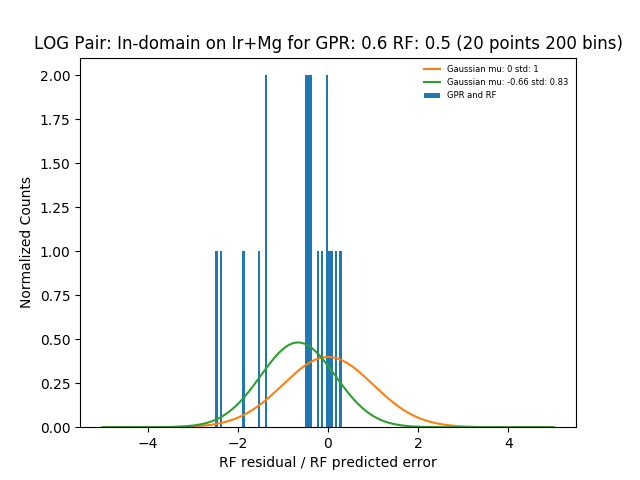 LOG Pair: In-domain on Ir+Mg for GPR: 0.6 RF: 0.5 (20 points 200 bins)
Gaussian mu: 0 std: 1
Gaussian mu: -0.66 std: 0.83
GPR and RF
Normalized Counts
2.00
1.75
1.50
1.25
1.00
0.75
0.50
0.25
0.00
−4
−2
0
2
4
RF residual / RF predicted error